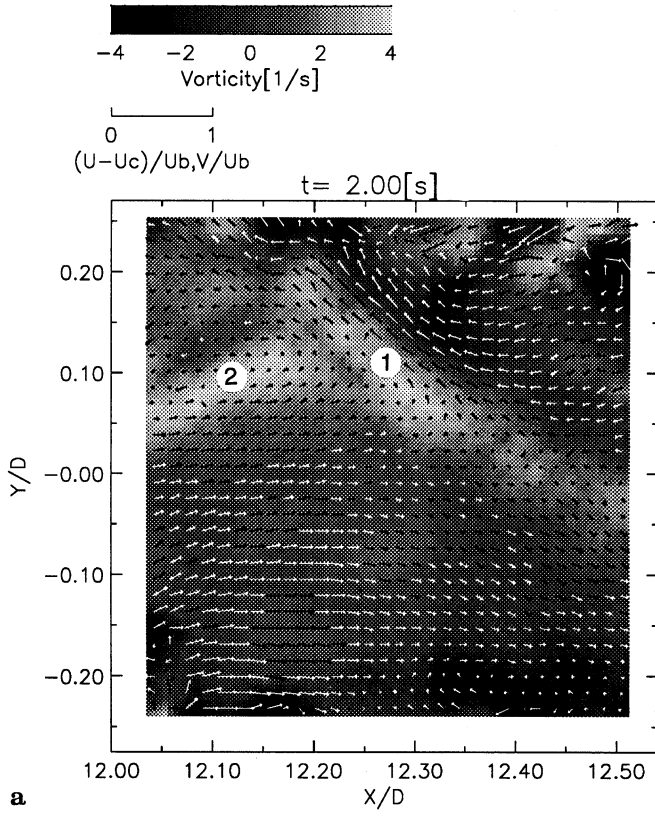 −4 −2 0 2 4
Vorticity[1/s]
0 1
(U−Uc)/Ub,V/Ub
t= 2.00[s]
0.20
0.10
−0.00
−0.10
−0.20
Y/D
1
2
12.00 12.10 12.20 12.30 12.40 12.50
X/D
a